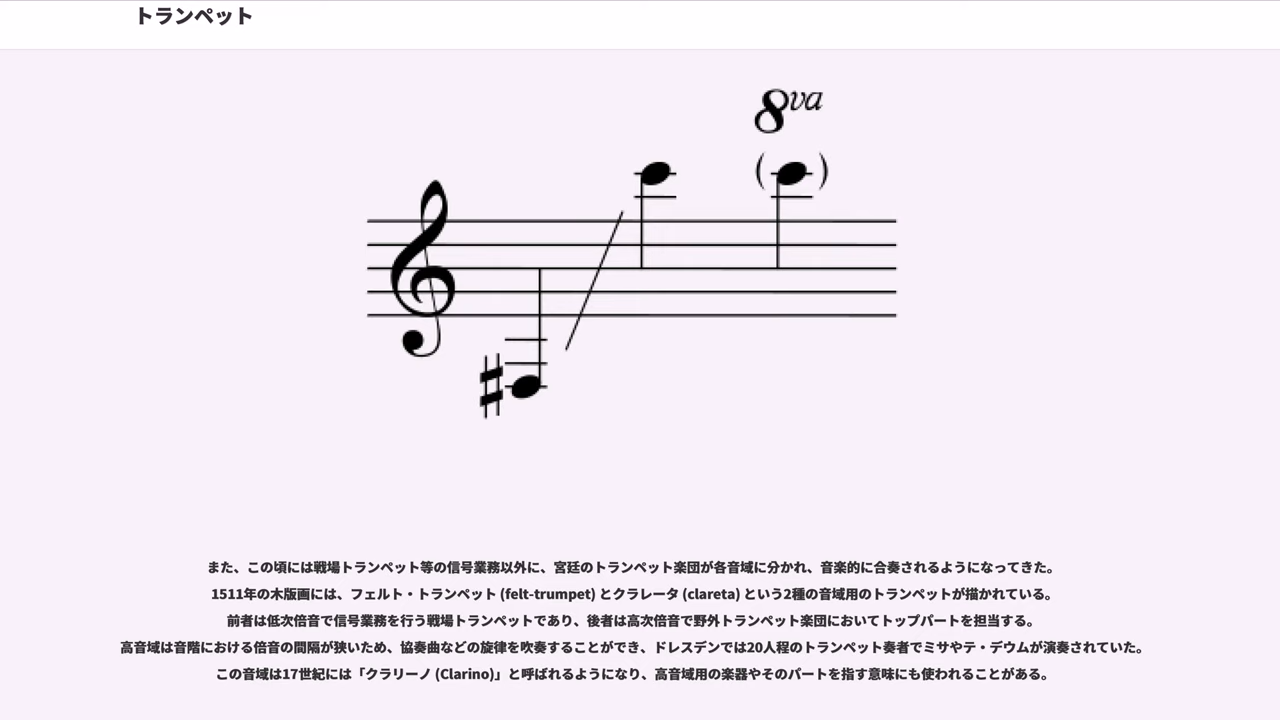 トランペット
8va
また、この頃には戦場トランペット等の信号業務以外に、宮廷のトランペット楽団が各音域に分かれ、音楽的に合奏されるようになってきた。
1511年の木版画には、フェルト・トランペット (felt-trumpet) とクラレータ (clareta) という2種の音域用のトランペットが描かれている。
前者は低次倍音で信号業務を行う戦場トランペットであり、後者は高次倍音で野外トランペット楽団においてトップパートを担当する。
高音域は音階における倍音の間隔が狭いため、協奏曲などの旋律を吹奏することができ、ドレスデンでは20人程のトランペット奏者でミサやテ・デウムが演奏されていた。
この音域は17世紀には「クラリーノ (Clarino)」と呼ばれるようになり、高音域用の楽器やそのパートを指す意味にも使われることがある。